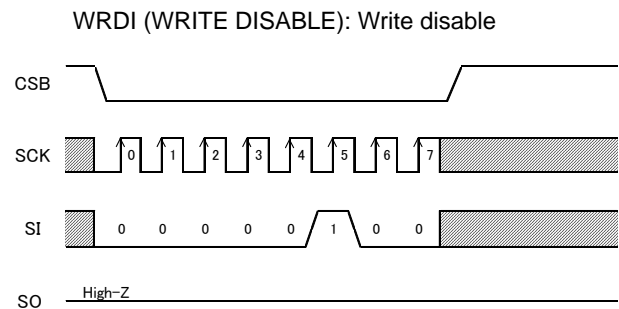 WRDI (WRITE DISABLE): Write disable
CSB
SCK 0 1 2 3 4 5 6 7
SI 0 0 0 0 0 1 0 0
SO High-Z